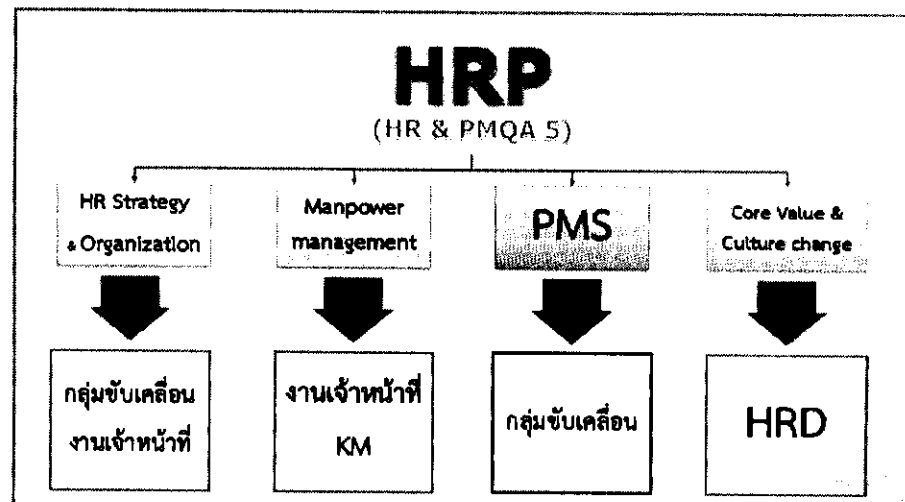 HRP
(HR & PMQA 5)
HR Strategy
& Organization
Manpower
management
PMS
Core Value &
Culture change
กลุ่มขับเคลื่อน
งานเจ้าหน้าที่
งานเจ้าหน้าที่
KM
กลุ่มขับเคลื่อน
HRD